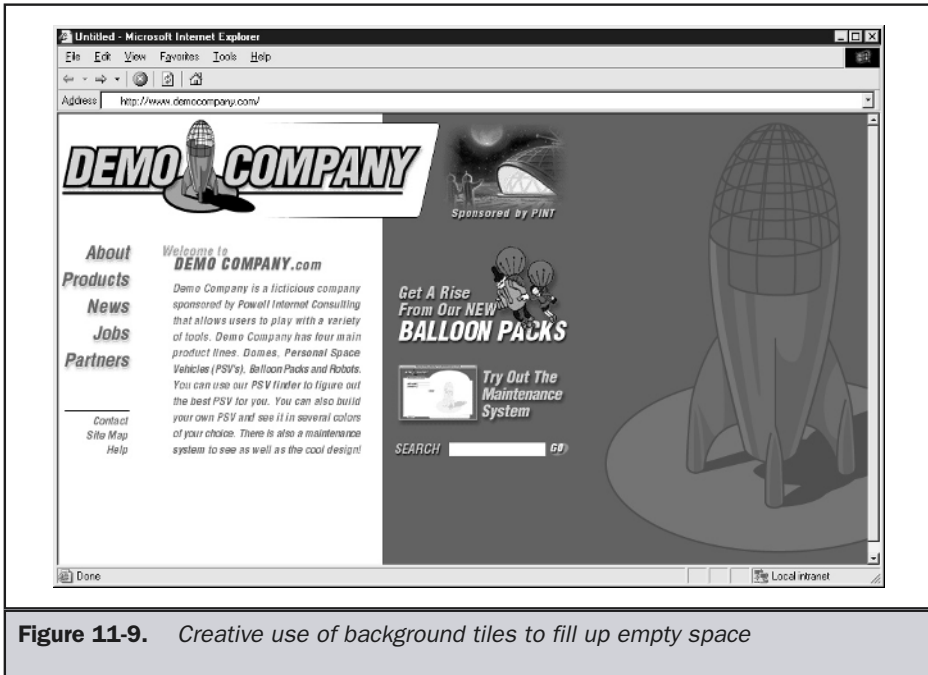 Untitled - Microsoft Internet Explorer
File Edit View Favorites Tools Help
Address http://www.democompany.com/
DEMO COMPANY
Sponsored by PINT
About
Products
News
Jobs
Partners
Contact
Site Map
Help
Welcome to
DEMO COMPANY.com
Demo Company is a ficticious company
sponsored by Powell Internet Consulting
that allows users to play with a variety
of tools. Demo Company has four main
product lines. Domes, Personal Space
Vehicles (PSV's), Balloon Packs and Robots.
You can use our PSV finder to figure out
the best PSV for you. You can also build
your own PSV and see it in several colors
of your choice. There is also a maintenance
system to see as well as the cool design!
Get A Rise
From Our NEW
BALLOON PACKS
Try Out The
Maintenance
System
SEARCH GO
Done
Local intranet
Figure 11-9. Creative use of background tiles to fill up empty space